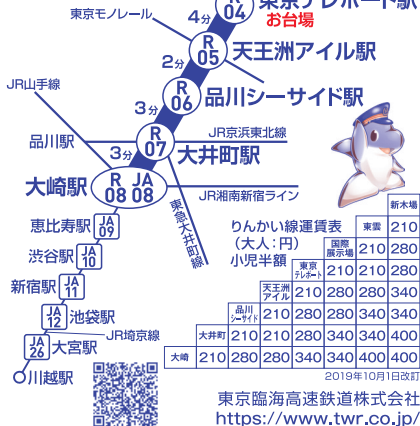 4分
R 04
東京テレポート駅
お台場
東京モノレール
R 05
天王洲アイル駅
2分
R 06
品川シーサイド駅
JR山手線
3分
品川駅
R 07
大井町駅
JR京浜東北線
3分
大崎駅
R 08 JA 08
JR湘南新宿ライン
東急大井町線
恵比寿駅 JA 09
渋谷駅 JA 10
新宿駅 JA 11
JA 12 池袋駅
JR埼京線
JA 26 大宮駅
川越駅
りんかい線運賃表
(大人:円)
小児半額
新木場
東雲 210
国際展示場 210 280
東京テレポート 210 210 280
天王洲アイル 210 280 280 340
品川シーサイド 210 280 280 340 340
大井町 210 210 280 340 340 400
大崎 210 280 280 340 340 400 400
2019年10月1日改訂
東京臨海高速鉄道株式会社
https://www.twr.co.jp/